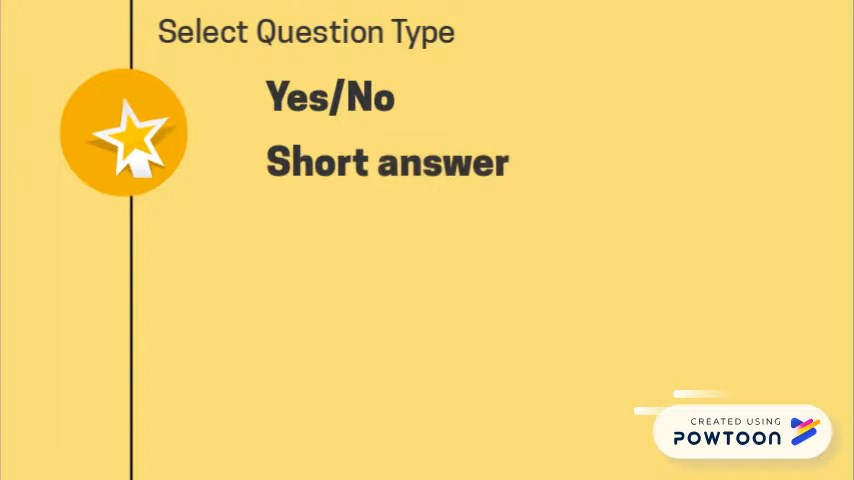 Select Question Type
Yes/No
Short answer
CREATED USING
POWTOON